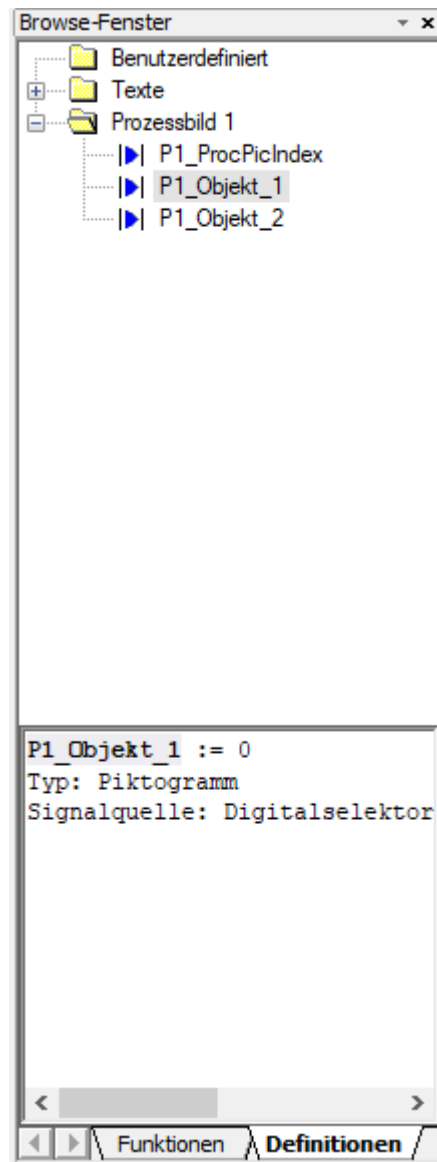 Browse-Fenster
Benutzerdefiniert
Texte
Prozessbild 1
P1_ProcPicIndex
P1_Objekt_1
P1_Objekt_2
P1_Objekt_1 := 0
Typ: Piktogramm
Signalquelle: Digitalselektor
Funktionen Definitionen